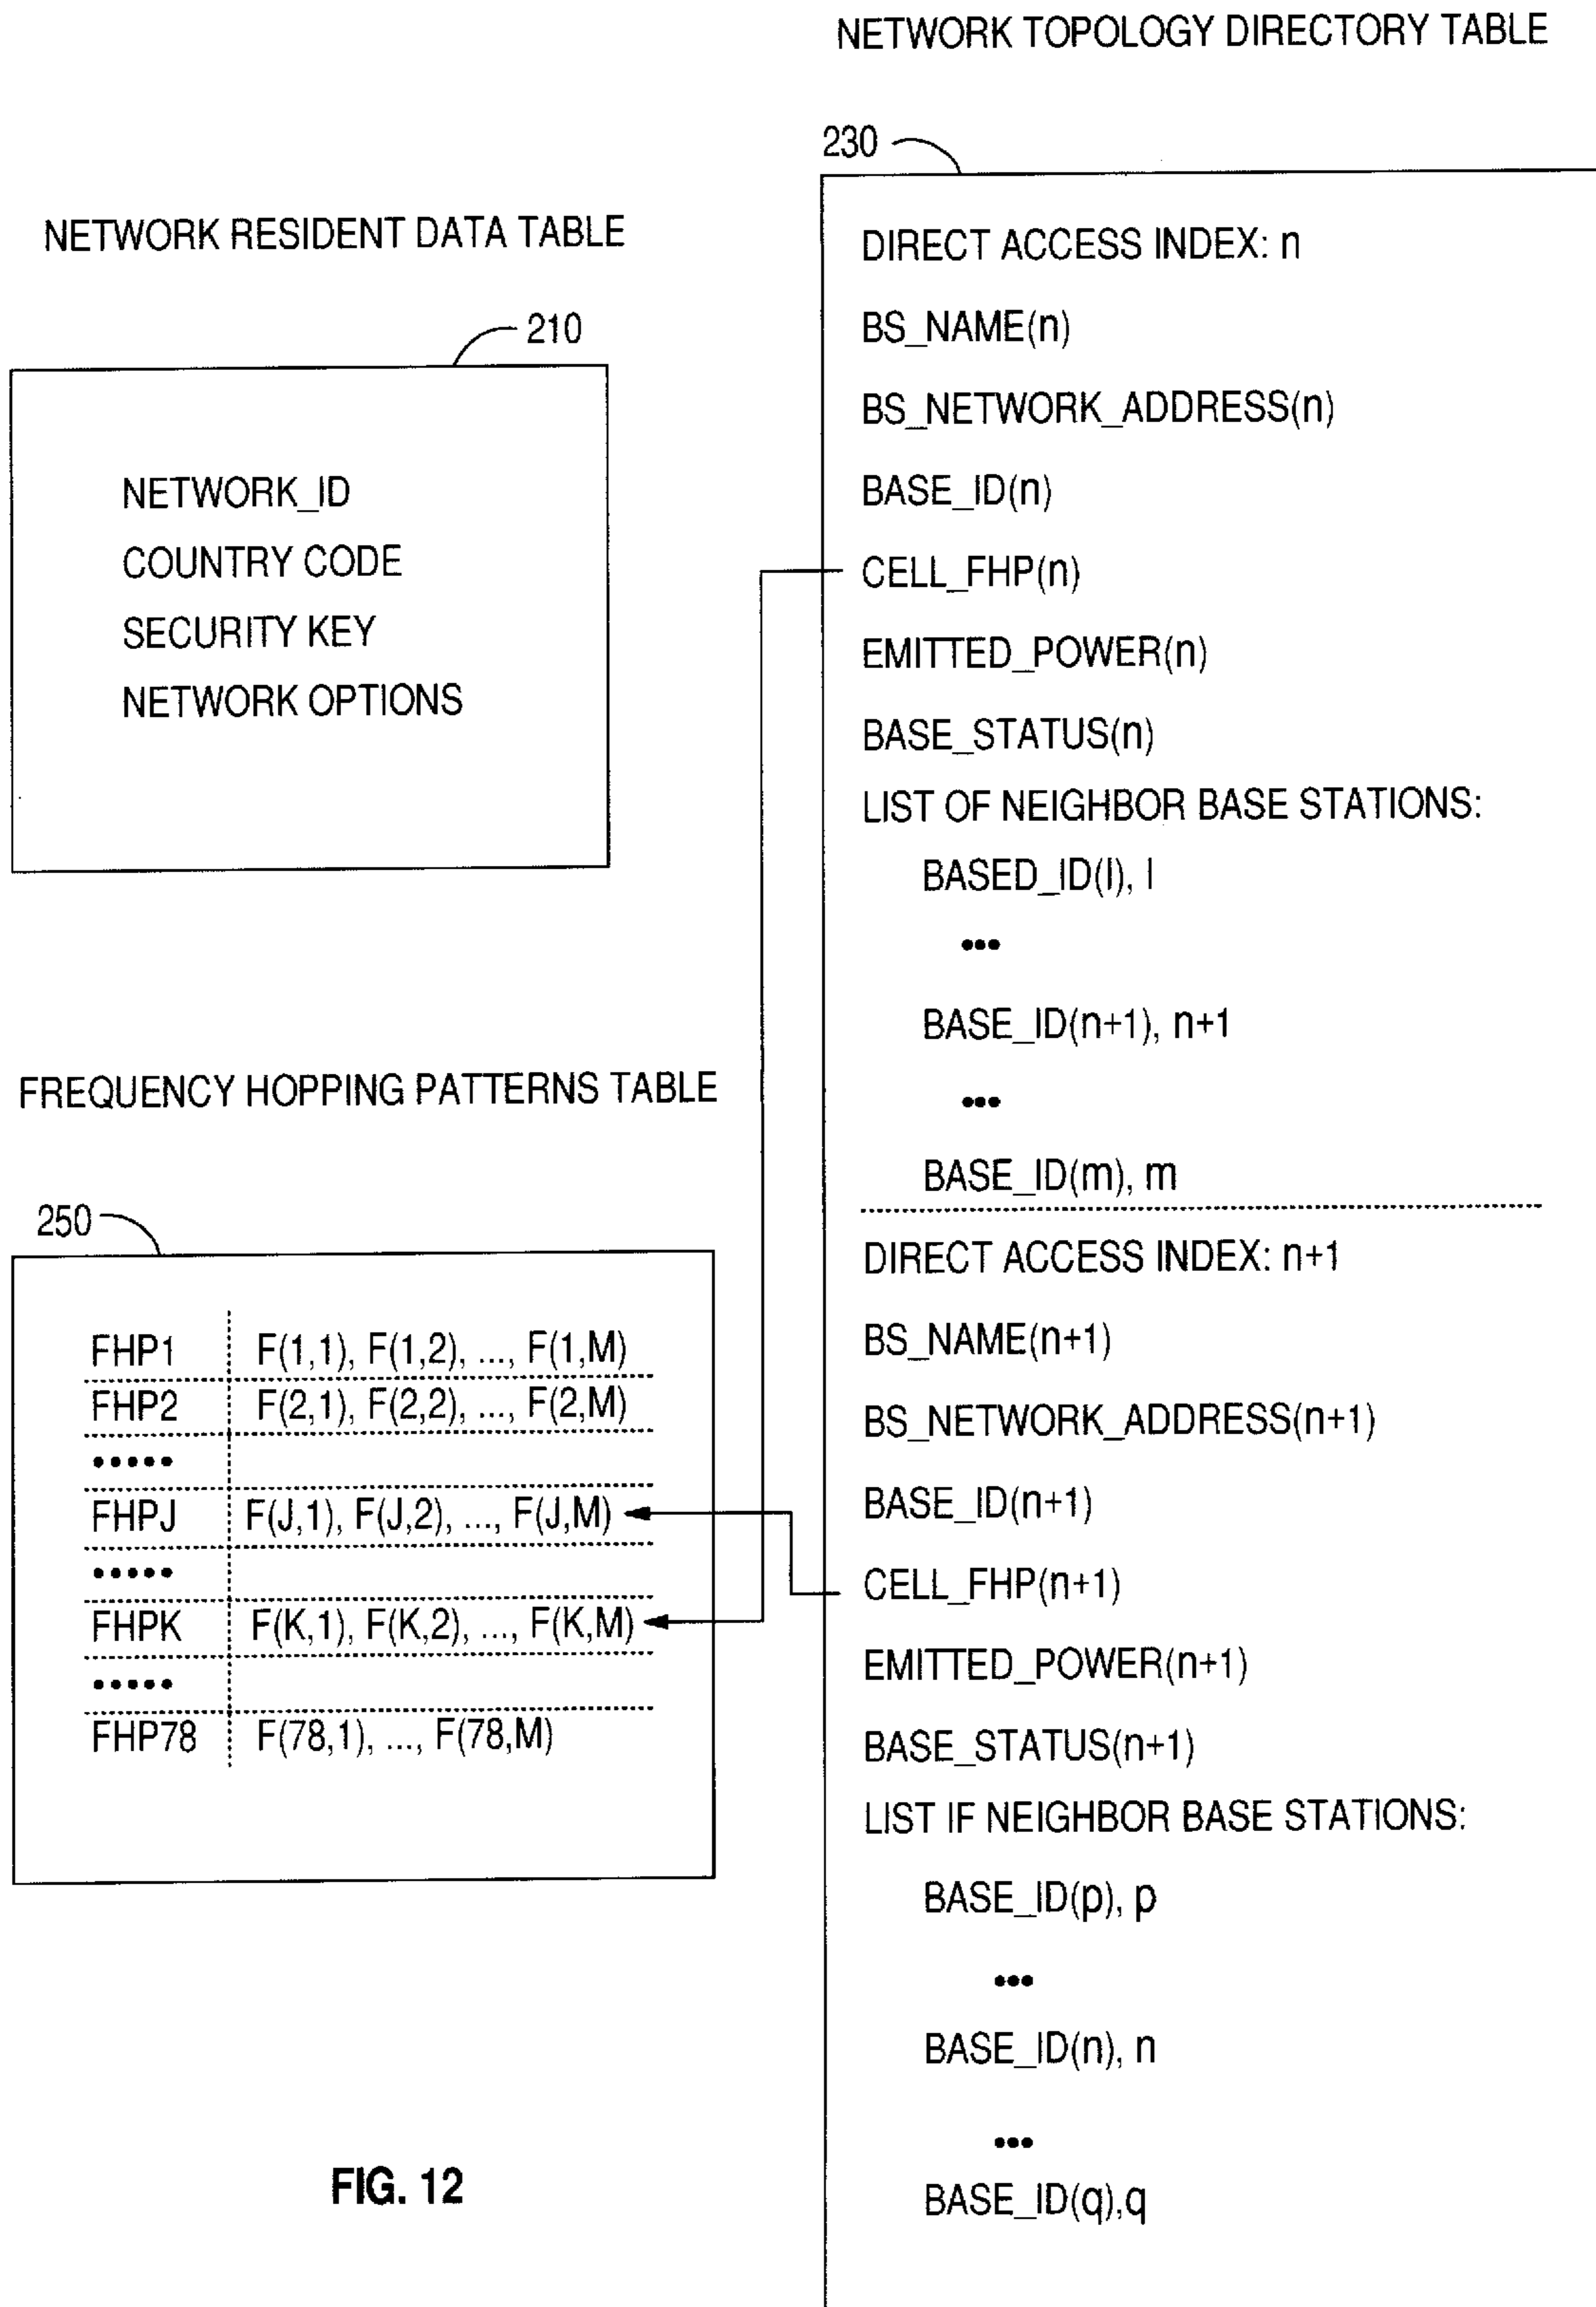 NETWORK TOPOLOGY DIRECTORY TABLE
230
DIRECT ACCESS INDEX: n
BS_NAME(n)
BS_NETWORK_ADDRESS(n)
BASE_ID(n)
CELL_FHP(n)
EMITTED_POWER(n)
BASE_STATUS(n)
LIST OF NEIGHBOR BASE STATIONS:
BASED_ID(l), l
•••
BASE_ID(n+1), n+1
•••
BASE_ID(m), m
DIRECT ACCESS INDEX: n+1
BS_NAME(n+1)
BS_NETWORK_ADDRESS(n+1)
BASE_ID(n+1)
CELL_FHP(n+1)
EMITTED_POWER(n+1)
BASE_STATUS(n+1)
LIST IF NEIGHBOR BASE STATIONS:
BASE_ID(p), p
•••
BASE_ID(n), n
•••
BASE_ID(q),q
NETWORK RESIDENT DATA TABLE
210
NETWORK_ID
COUNTRY CODE
SECURITY KEY
NETWORK OPTIONS
FREQUENCY HOPPING PATTERNS TABLE
250
FHP1 F(1,1), F(1,2), ..., F(1,M)
FHP2 F(2,1), F(2,2), ..., F(2,M)
•••••
FHPJ F(J,1), F(J,2), ..., F(J,M)
•••••
FHPK F(K,1), F(K,2), ..., F(K,M)
•••••
FHP78 F(78,1), ..., F(78,M)
FIG. 12